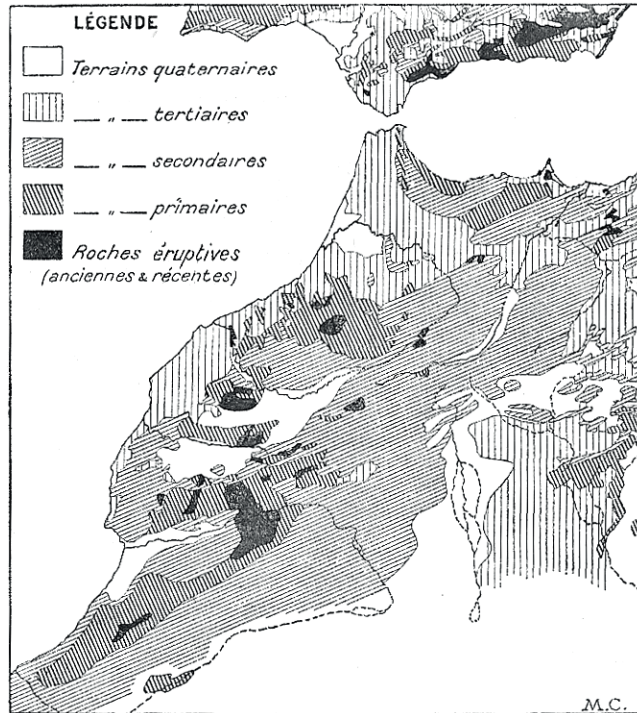 LÉGENDE
Terrains quaternaires
— „ — tertiaires
— „ — secondaires
— „ — primaires
Roches éruptives
(anciennes & récentes)
M.C.